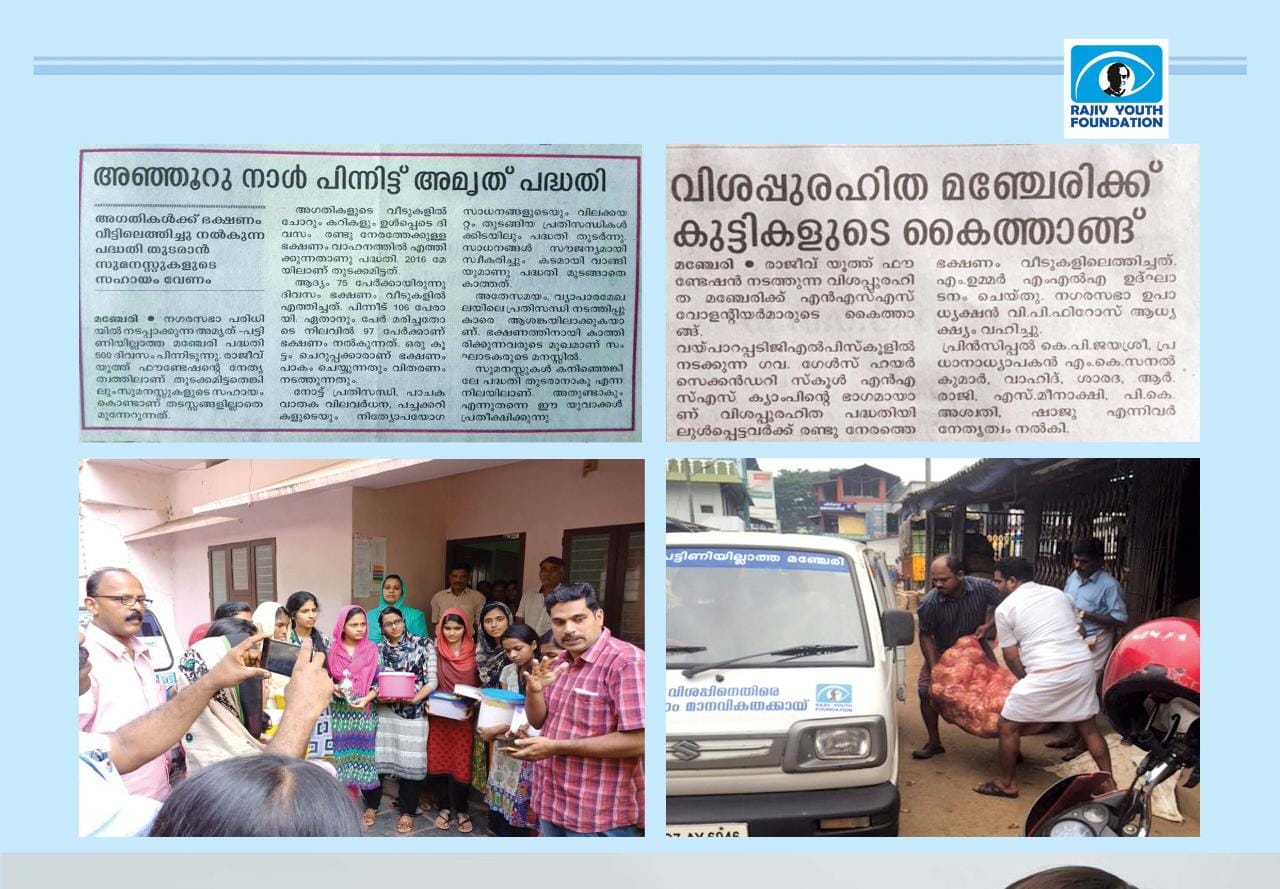 RAJIV YOUTH
FOUNDATION
അഞ്ഞൂറു നാൾ പിന്നിട്ട് അമൃത് പദ്ധതി
അഗതികൾക്ക് ഭക്ഷണം
വീട്ടിലെത്തിച്ചു നൽകുന്ന
പദ്ധതി തുടരാൻ
സുമനസ്സുകളുടെ
സഹായം വേണം
മഞ്ചേരി ● നഗരസഭാ പരിധി
യിൽ നടപ്പാക്കുന്ന അമൃത് -പട്ടി
ണിയില്ലാത്ത മഞ്ചേരി പദ്ധതി
500 ദിവസം പിന്നിടുന്നു. രാജീവ്
യൂത്ത് ഫൗണ്ടേഷന്റെ നേതൃ
ത്വത്തിലാണ് തുടക്കമിട്ടതെങ്കി
ലും സുമനസ്സുകളുടെ സഹായം
കൊണ്ടാണ് തടസ്സങ്ങളില്ലാതെ
മുന്നേറുന്നത്.
അഗതികളുടെ വീടുകളിൽ
ചോറും കറികളും ഉൾപ്പെടെ ദി
വസം രണ്ടു നേരത്തേക്കുള്ള
ഭക്ഷണം വാഹനത്തിൽ എത്തി
ക്കുന്നതാണു പദ്ധതി. 2016 മേ
യിലാണ് തുടക്കമിട്ടത്.
ആദ്യം 75 പേർക്കായിരുന്നു
ദിവസം ഭക്ഷണം വീടുകളിൽ
എത്തിച്ചത്. പിന്നീട് 106 പേരാ
യി. ഏതാനും പേർ മരിച്ചതോ
ടെ നിലവിൽ 97 പേർക്കാണ്
ഭക്ഷണം നൽകുന്നത്. ഒരു കൂ
ട്ടം ചെറുപ്പക്കാരാണ് ഭക്ഷണം
പാകം ചെയ്യുന്നതും വിതരണം
നടത്തുന്നതും.
നോട്ട് പ്രതിസന്ധി, പാചക
വാതക വിലവർധന, പച്ചക്കറി
കളുടെയും നിത്യോപയോഗ
സാധനങ്ങളുടെയും വിലക്കയ
റ്റം തുടങ്ങിയ പ്രതിസന്ധികൾ
ക്കിടയിലും പദ്ധതി തുടർന്നു.
സാധനങ്ങൾ സൗജന്യമായി
സ്വീകരിച്ചും കടമായി വാങ്ങി
യുമാണു പദ്ധതി മുടങ്ങാതെ
കാത്തത്.
അതേസമയം, വ്യാപാരമേഖ
ലയിലെ പ്രതിസന്ധി നടത്തിപ്പു
കാരെ ആശങ്കയിലാക്കുകയാ
ണ്. ഭക്ഷണത്തിനായി കാത്തി
രിക്കുന്നവരുടെ മുഖമാണ് സം
ഘാടകരുടെ മനസ്സിൽ.
സുമനസ്സുകൾ കനിഞ്ഞെങ്കി
ലേ പദ്ധതി തുടരാനാകൂ എന്ന
നിലയിലാണ്. അതുണ്ടാകും
എന്നുതന്നെ ഈ യുവാക്കൾ
പ്രതീക്ഷിക്കുന്നു.
വിശപ്പുരഹിത മഞ്ചേരിക്ക്
കുട്ടികളുടെ കൈത്താങ്ങ്
മഞ്ചേരി ● രാജീവ് യൂത്ത് ഫൗ
ണ്ടേഷൻ നടത്തുന്ന വിശപ്പുരഹി
ത മഞ്ചേരിക്ക് എൻഎസ്എസ്
വോളന്റിയർമാരുടെ കൈത്താ
ങ്ങ്.
വയ്പാറപ്പടിജിഎൽപിസ്കൂളിൽ
നടക്കുന്ന ഗവ. ഗേൾസ് ഹയർ
സെക്കൻഡറി സ്കൂൾ എൻഎ
സ്എസ് ക്യാംപിന്റെ ഭാഗമായാ
ണ് വിശപ്പുരഹിത പദ്ധതിയി
ലുൾപ്പെട്ടവർക്ക് രണ്ടു നേരത്തെ
ഭക്ഷണം വീടുകളിലെത്തിച്ചത്.
എം.ഉമ്മർ എംഎൽഎ ഉദ്ഘാ
ടനം ചെയ്തു. നഗരസഭാ ഉപാ
ധ്യക്ഷൻ വി.പി.ഫിറോസ് ആധ്യ
ക്ഷ്യം വഹിച്ചു.
പ്രിൻസിപ്പൽ കെ.പി.ജയശ്രീ, പ്ര
ധാനാധ്യാപകൻ എം.കെ.സനൽ
കുമാർ, വാഹിദ്, ശാരദ, ആർ.
രാജി, എസ്.മീനാക്ഷി, പി.കെ.
അശ്വതി, ഷാജു എന്നിവർ
നേതൃത്വം നൽകി.
പട്ടിണിയില്ലാത്ത മഞ്ചേരി
വിശപ്പിനെതിരെ
മാനവികതക്കായ്
RAJIV YOUTH
FOUNDATION